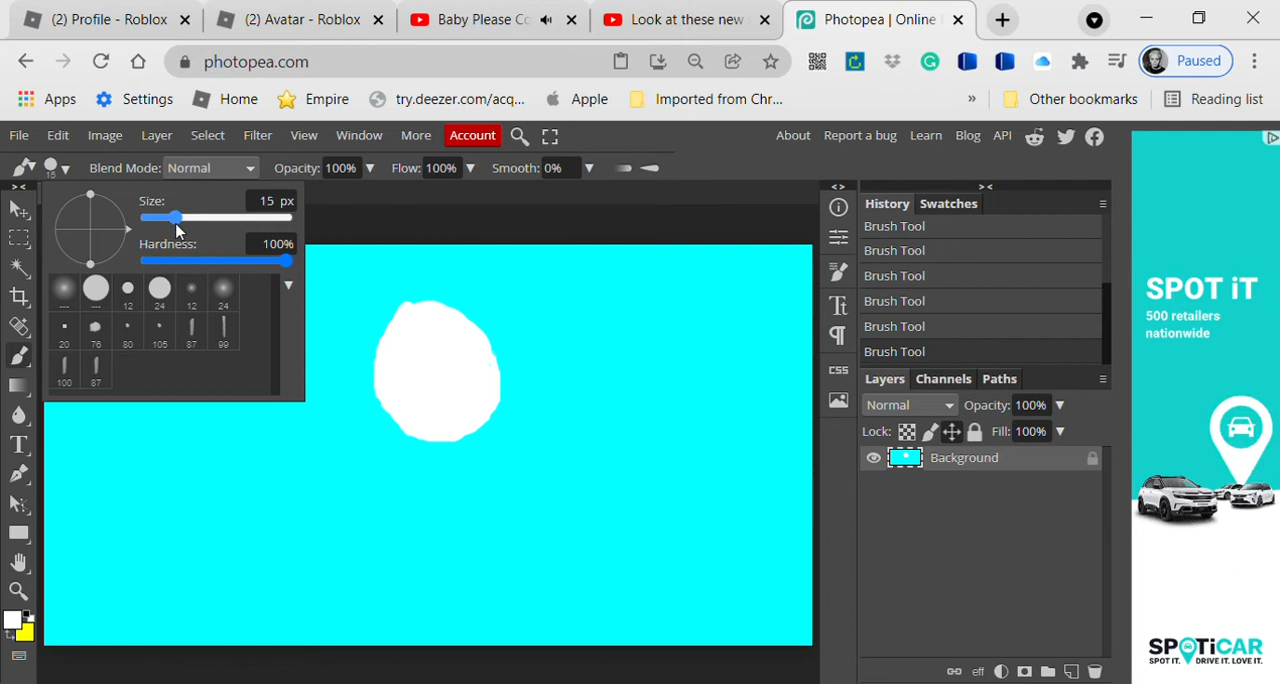 (2) Profile - Roblox
(2) Avatar - Roblox
Baby Please Co
Look at these new
Photopea | Online
photopea.com
Paused
Apps
Settings
Home
Empire
try.deezer.com/acq...
Apple
Imported from Chr...
»
Other bookmarks
Reading list
File
Edit
Image
Layer
Select
Filter
View
Window
More
Account
About
Report a bug
Learn
Blog
API
15
Blend Mode: Normal
Opacity: 100%
Flow: 100%
Smooth: 0%
Size: 15 px
Hardness: 100%
--- --- 12 24 12 24
20 76 80 105 87 99
100 87
CSS
History
Swatches
Brush Tool
Brush Tool
Brush Tool
Brush Tool
Brush Tool
Brush Tool
Layers
Channels
Paths
Normal
Opacity: 100%
Lock:
Fill: 100%
Background
eff
SPOT iT
500 retailers
nationwide
SPOTiCAR
SPOT IT. DRIVE IT. LOVE IT.